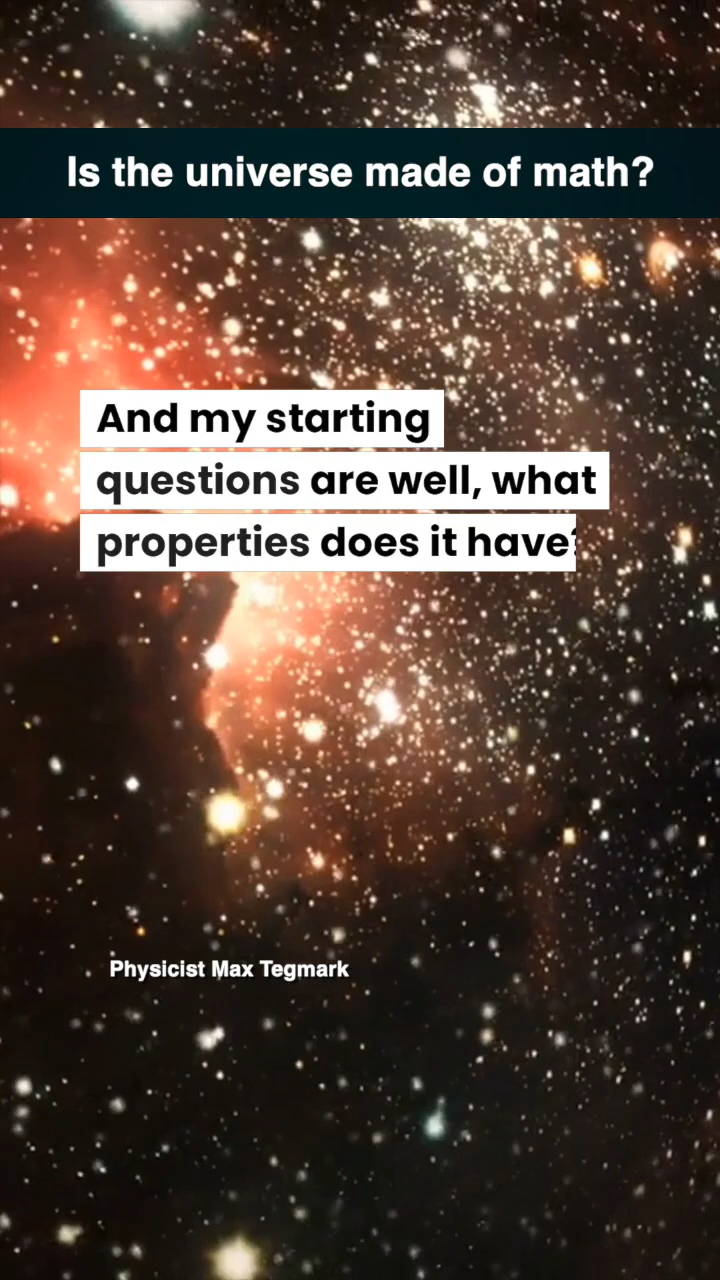 Is the universe made of math?
And my starting
questions are well, what
properties does it have?
Physicist Max Tegmark